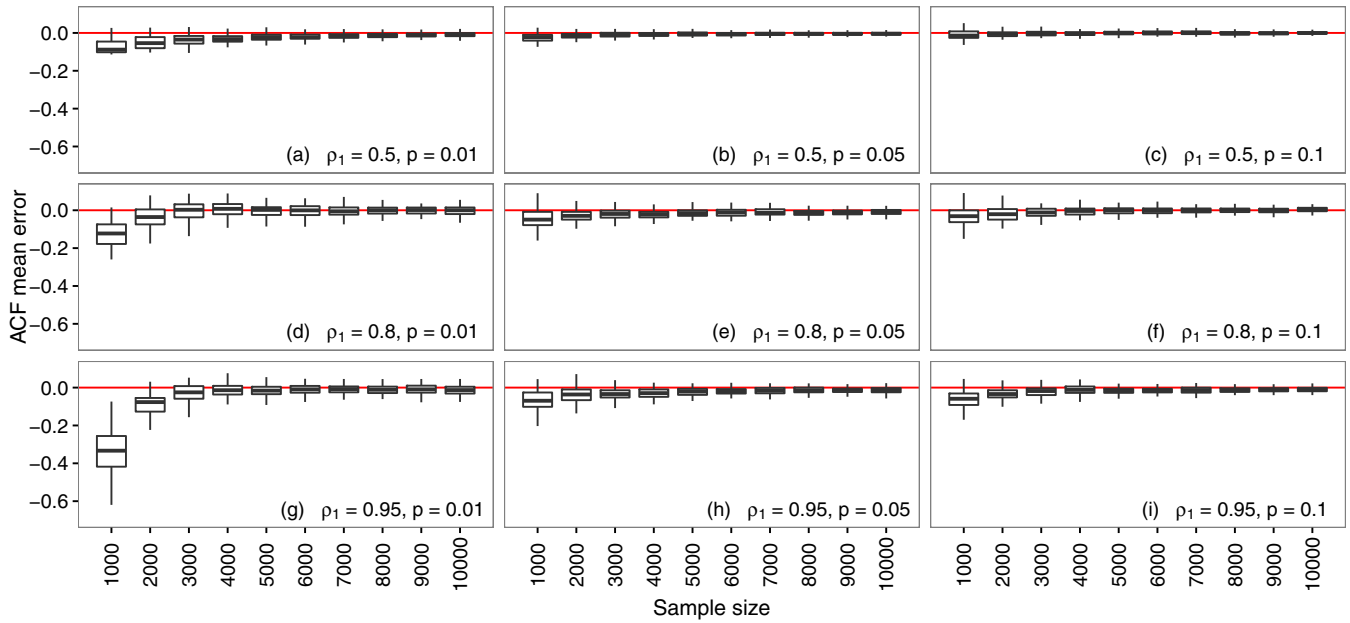 0.0
−0.2
−0.4
−0.6
(a) ρ1 = 0.5, p = 0.01
(b) ρ1 = 0.5, p = 0.05
(c) ρ1 = 0.5, p = 0.1
0.0
−0.2
−0.4
−0.6
(d) ρ1 = 0.8, p = 0.01
(e) ρ1 = 0.8, p = 0.05
(f) ρ1 = 0.8, p = 0.1
0.0
−0.2
−0.4
−0.6
(g) ρ1 = 0.95, p = 0.01
(h) ρ1 = 0.95, p = 0.05
(i) ρ1 = 0.95, p = 0.1
ACF mean error
1000 2000 3000 4000 5000 6000 7000 8000 9000 10000
1000 2000 3000 4000 5000 6000 7000 8000 9000 10000
1000 2000 3000 4000 5000 6000 7000 8000 9000 10000
Sample size